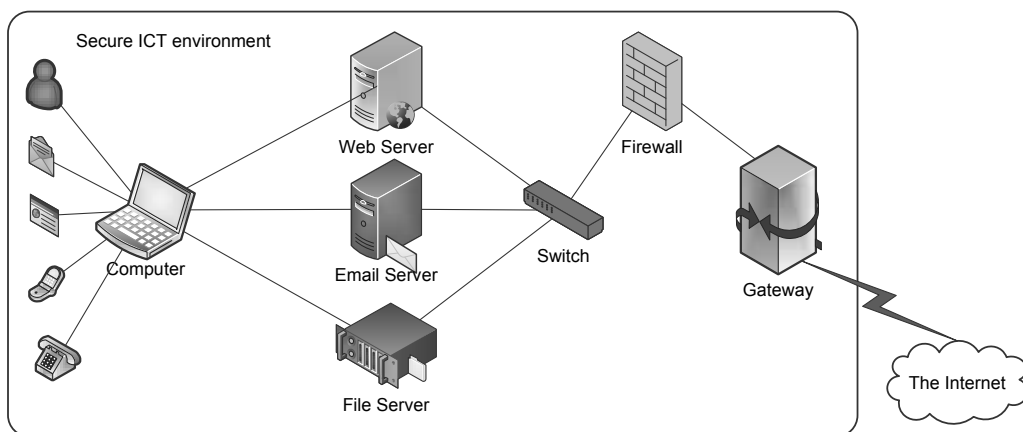 Secure ICT environment
Web Server
Firewall
Email Server
Switch
Computer
Gateway
File Server
The Internet